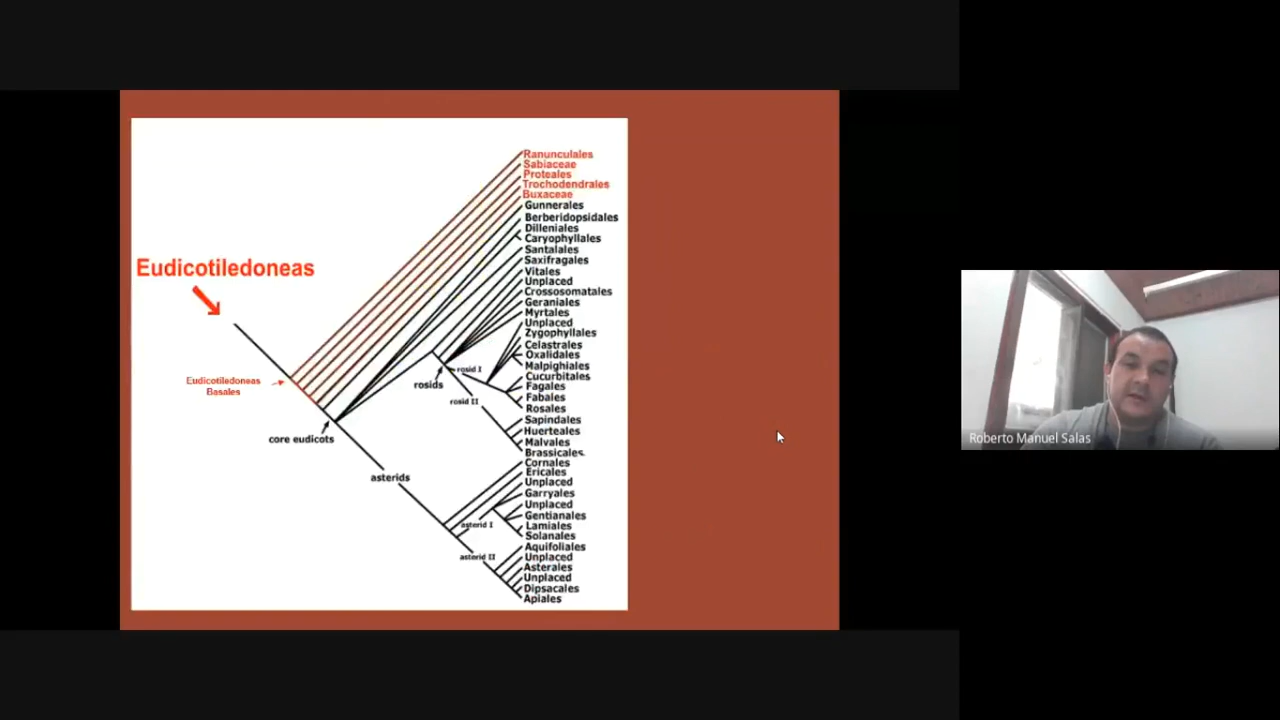 Ranunculales
Sabiaceae
Proteales
Trochodendrales
Buxaceae
Gunnerales
Berberidopsidales
Dilleniales
Caryophyllales
Santalales
Saxifragales
Vitales
Unplaced
Crossosomatales
Geraniales
Myrtales
Unplaced
Zygophyllales
Celastrales
Oxalidales
Malpighiales
Cucurbitales
Fagales
Fabales
Rosales
Sapindales
Huerteales
Malvales
Brassicales
Cornales
Ericales
Unplaced
Garryales
Unplaced
Gentianales
Lamiales
Solanales
Aquifoliales
Unplaced
Asterales
Unplaced
Dipsacales
Apiales
Eudicotiledoneas
Eudicotiledoneas
Basales
core eudicots
rosids
rosid I
rosid II
asterids
asterid I
asterid II
Roberto Manuel Salas